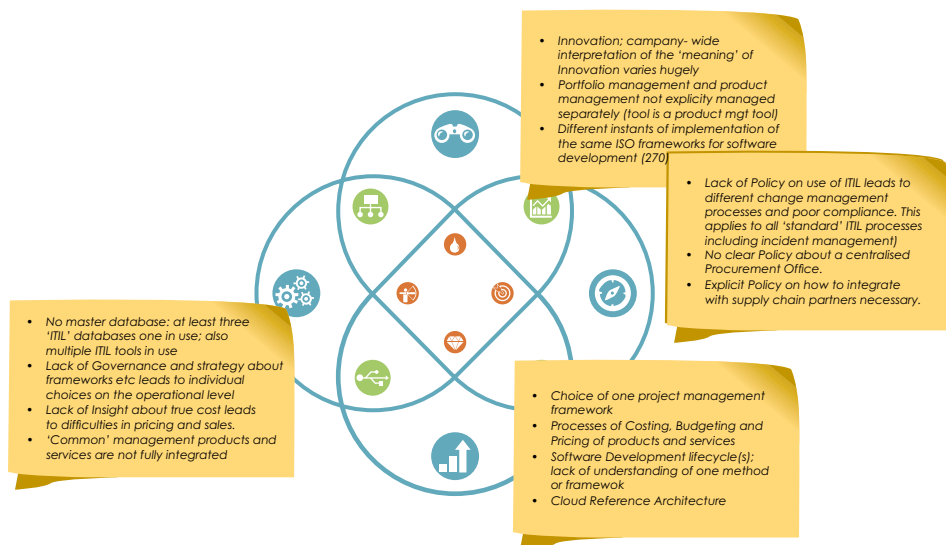 • Innovation; company- wide
interpretation of the ‘meaning’ of
Innovation varies hugely
• Portfolio management and product
management not explicity managed
separately (tool is a product mgt tool)
• Different instants of implementation of
the same ISO frameworks for software
development (270)
• Lack of Policy on use of ITIL leads to
different change management
processes and poor compliance. This
applies to all ‘standard’ ITIL processes
including incident management)
• No clear Policy about a centralised
Procurement Office.
• Explicit Policy on how to integrate
with supply chain partners necessary.
• No master database: at least three
‘ITIL’ databases one in use; also
multiple ITIL tools in use
• Lack of Governance and strategy about
frameworks etc leads to individual
choices on the operational level
• Lack of Insight about true cost leads
to difficulties in pricing and sales.
• ‘Common’ management products and
services are not fully integrated
• Choice of one project management
framework
• Processes of Costing, Budgeting and
Pricing of products and services
• Software Development lifecycle(s);
lack of understanding of one method
or framewok
• Cloud Reference Architecture